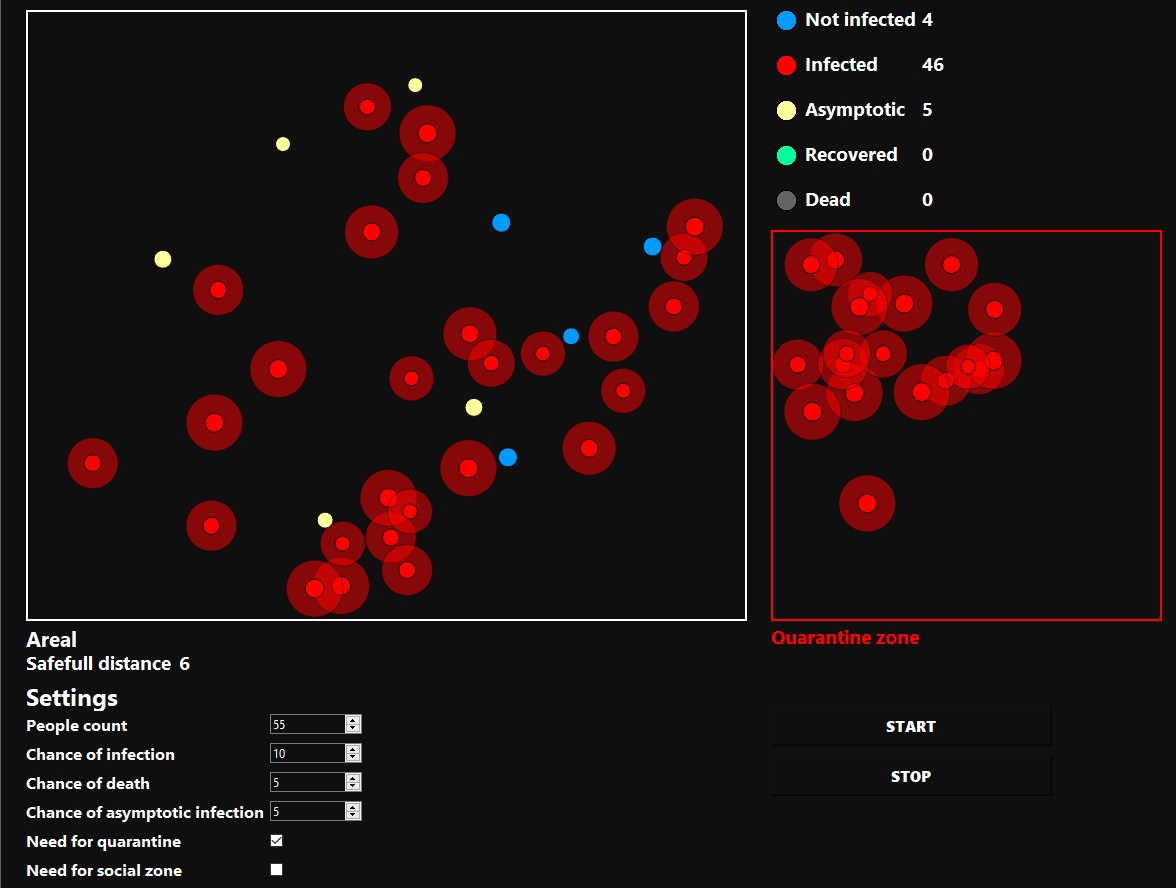 Not infected 4
Infected 46
Asymptotic 5
Recovered 0
Dead 0
Areal
Quarantine zone
Safefull distance 6
Settings
People count 55
START
Chance of infection 10
Chance of death 5
STOP
Chance of asymptotic infection 5
Need for quarantine
Need for social zone